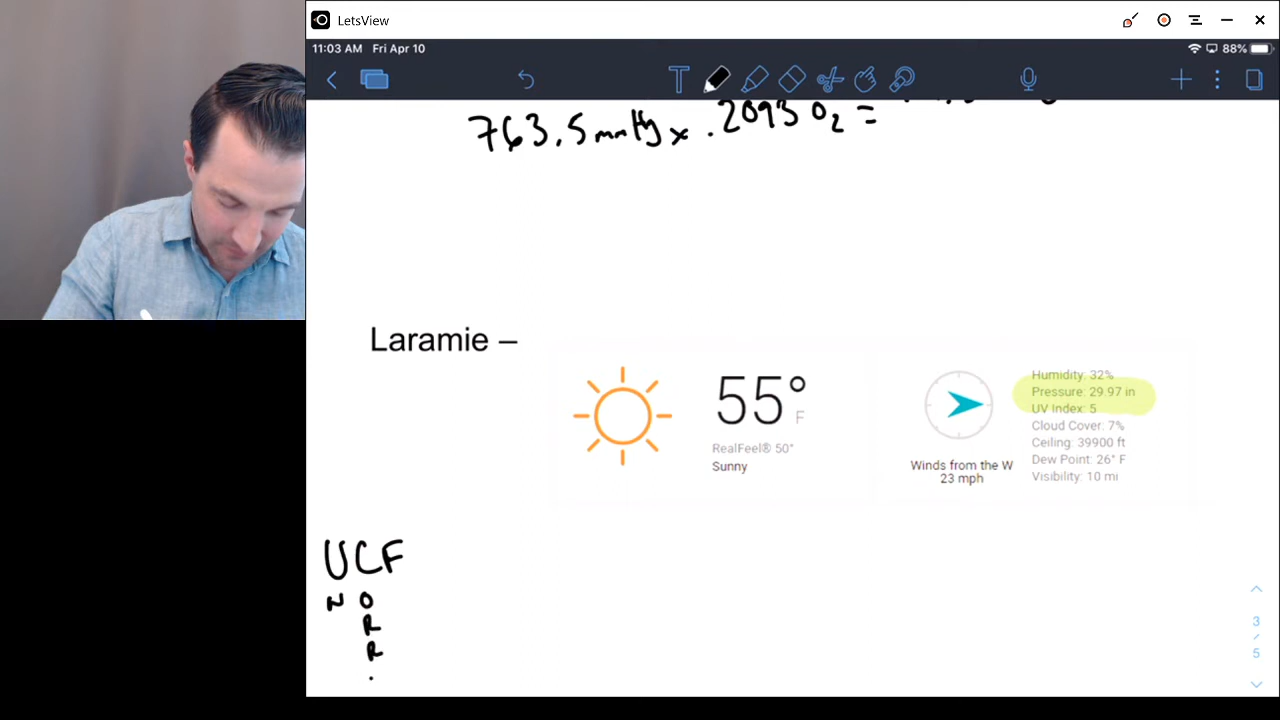 LetsView
11:03 AM Fri Apr 10
88%
T
763.5 mmHg x .2093 O2 =
Laramie –
55°
F
RealFeel® 50°
Sunny
Winds from the W
23 mph
Humidity: 32%
Pressure: 29.97 in
UV Index: 5
Cloud Cover: 7%
Ceiling: 39900 ft
Dew Point: 26° F
Visibility: 10 mi
UCF
N O
R
R
.
3
/
5